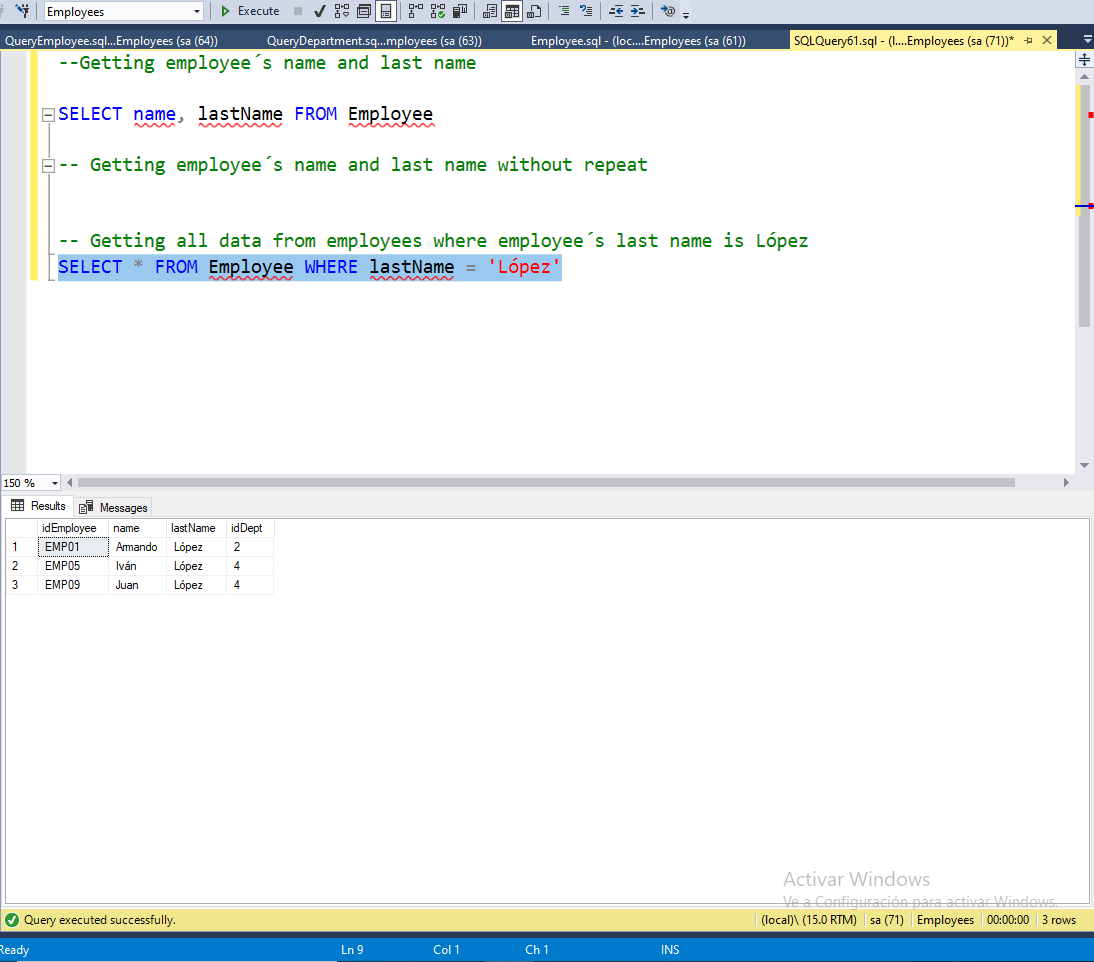 Employees
Execute
QueryEmployee.sql...Employees (sa (64))
QueryDepartment.sq...mployees (sa (63))
Employee.sql - (loc....Employees (sa (61))
SQLQuery61.sql - (l....Employees (sa (71))*
--Getting employee´s name and last name
SELECT name, lastName FROM Employee
-- Getting employee´s name and last name without repeat
-- Getting all data from employees where employee´s last name is López
SELECT * FROM Employee WHERE lastName = 'López'
150 %
Results Messages
idEmployee name lastName idDept
1 EMP01 Armando López 2
2 EMP05 Iván López 4
3 EMP09 Juan López 4
Activar Windows
Ve a Configuración para activar Windows.
Query executed successfully.
(local)\ (15.0 RTM) sa (71) Employees 00:00:00 3 rows
Ready Ln 9 Col 1 Ch 1 INS